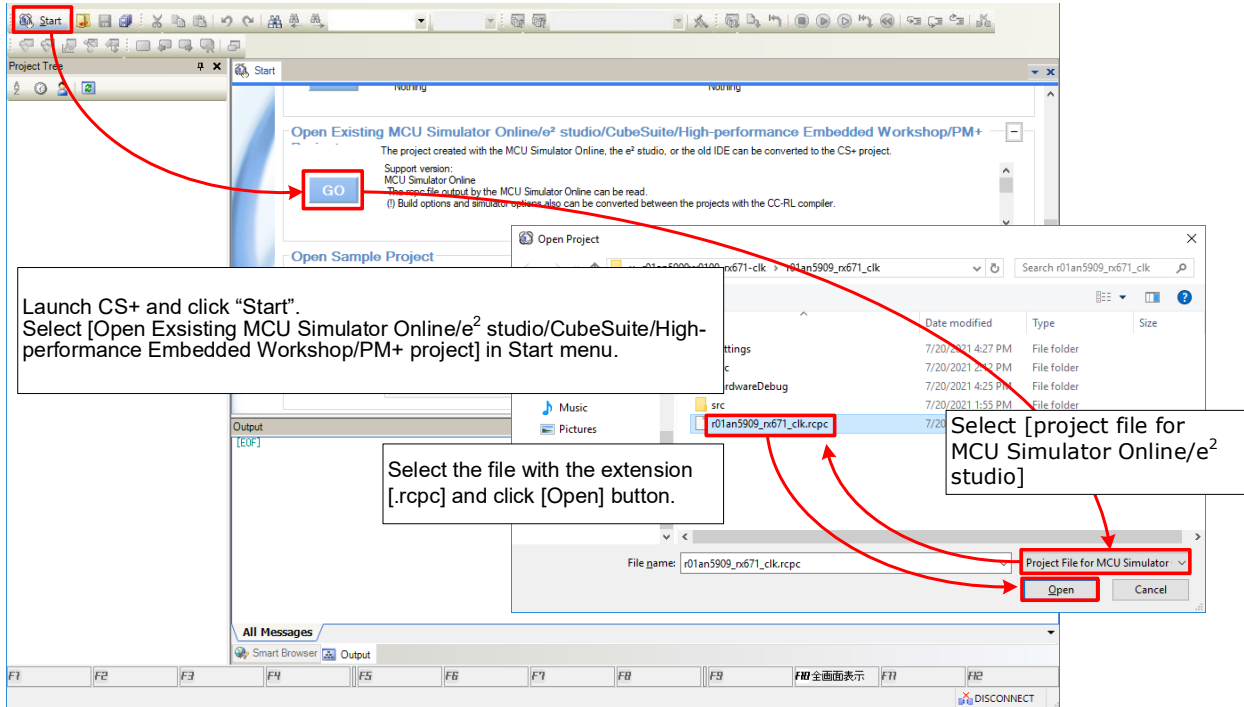 Start
Project Tree
Start
Nothing
Nothing
Open Existing MCU Simulator Online/e² studio/CubeSuite/High-performance Embedded Workshop/PM+
The project created with the MCU Simulator Online, the e² studio, or the old IDE can be converted to the CS+ project.
GO
Support version:
MCU Simulator Online
The rcpc file output by the MCU Simulator Online can be read.
(!) Build options and simulator options also can be converted between the projects with the CC-RL compiler.
Open Sample Project
Open Project
r01an5909_rx671_clk
Search r01an5909_rx671_clk
Date modified Type Size
ttings 7/20/2021 4:27 PM File folder
c 7/20/2021 2:12 PM File folder
rdwareDebug 7/20/2021 4:25 PM File folder
Music
src 7/20/2021 1:55 PM File folder
Pictures
r01an5909_rx671_clk.rcpc 7/20
Launch CS+ and click “Start”.
Select [Open Exsisting MCU Simulator Online/e² studio/CubeSuite/High-
performance Embedded Workshop/PM+ project] in Start menu.
Select [project file for
MCU Simulator Online/e²
studio]
Output
[EOF]
Select the file with the extension
[.rcpc] and click [Open] button.
File name: r01an5909_rx671_clk.rcpc
Project File for MCU Simulator
Open Cancel
All Messages
Smart Browser Output
F1 F2 F3 F4 F5 F6 F7 F8 F9 F10全画面表示 F11 F12
DISCONNECT